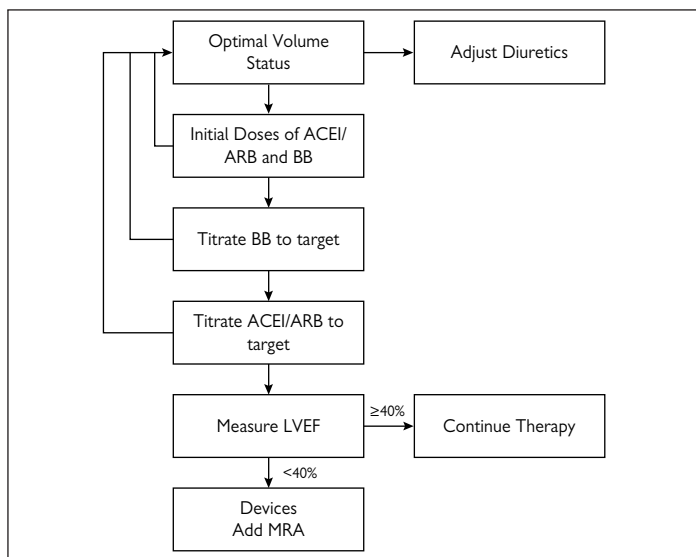 Optimal Volume
Status
Adjust Diuretics
Initial Doses of ACEI/
ARB and BB
Titrate BB to target
Titrate ACEI/ARB to
target
Measure LVEF
≥40%
Continue Therapy
<40%
Devices
Add MRA